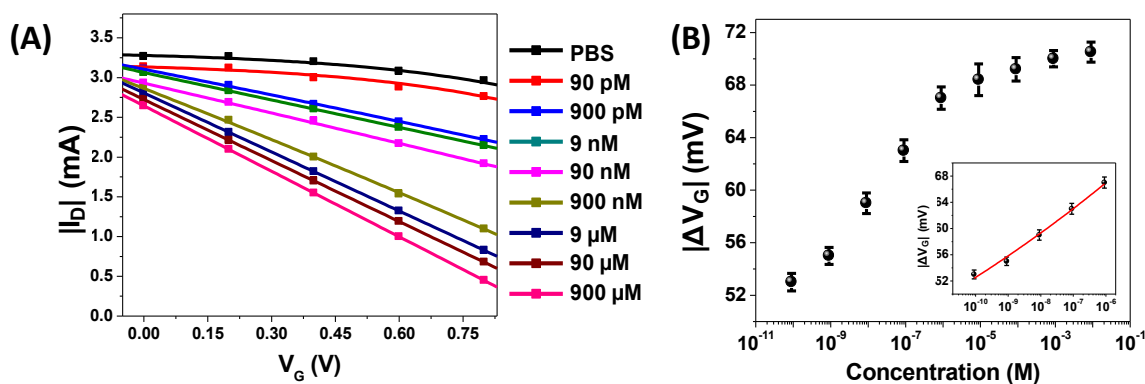 (A)
|I_D| (mA)
3.5
3.0
2.5
2.0
1.5
1.0
0.5
0.0
0.00 0.15 0.30 0.45 0.60 0.75
V_G (V)
PBS
90 pM
900 pM
9 nM
90 nM
900 nM
9 µM
90 µM
900 µM
(B)
|ΔV_G| (mV)
72
68
64
60
56
52
10⁻¹¹ 10⁻⁹ 10⁻⁷ 10⁻⁵ 10⁻³ 10⁻¹
Concentration (M)
|ΔV_G| (mV)
68
64
60
56
52
10⁻¹⁰ 10⁻⁹ 10⁻⁸ 10⁻⁷ 10⁻⁶